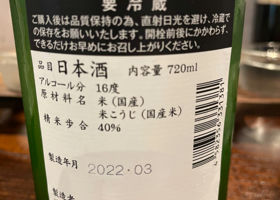 要冷蔵
ご購入後は品質保持の為、直射日光を避け、冷蔵で
の保存をお願いいたします。開栓前後にかかわらず、
できるだけお早めにお召し上がりください。
品目 日本酒 内容量 720ml
アルコール分 16度
原材料名 米(国産)
米こうじ(国産米)
精米歩合 40%
製造年月 2022・03
製造者